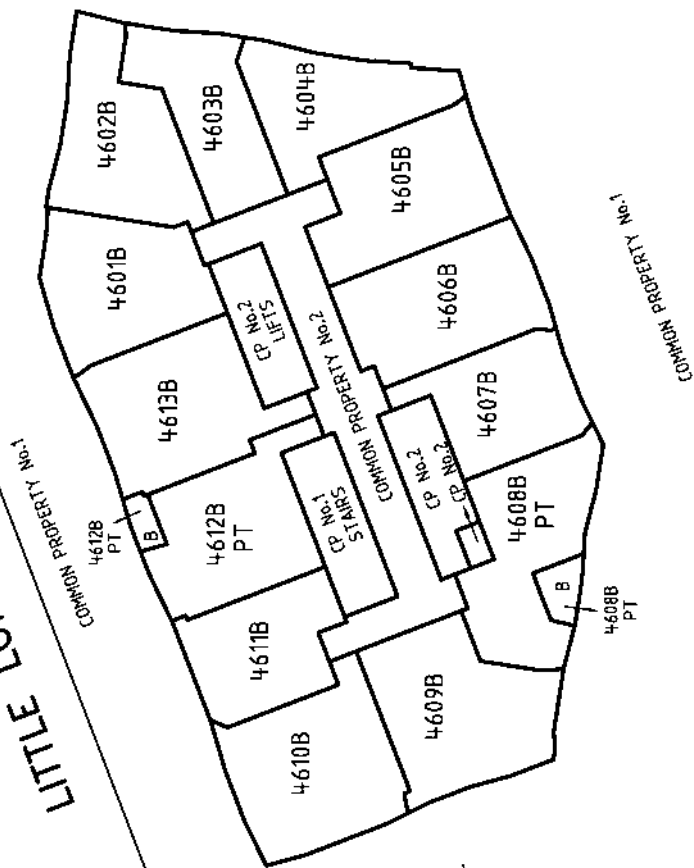 4602B
4603B
4604B
4601B
4605B
CP No.2
LIFTS
4606B
4613B
COMMON PROPERTY No.2
COMMON PROPERTY No.1
4607B
COMMON PROPERTY No.1
4612B
PT
B
4612B
PT
CP No.1
STAIRS
CP No.2
CP No.2
4608B
PT
B
4608B
PT
4611B
4609B
4610B
LITTLE